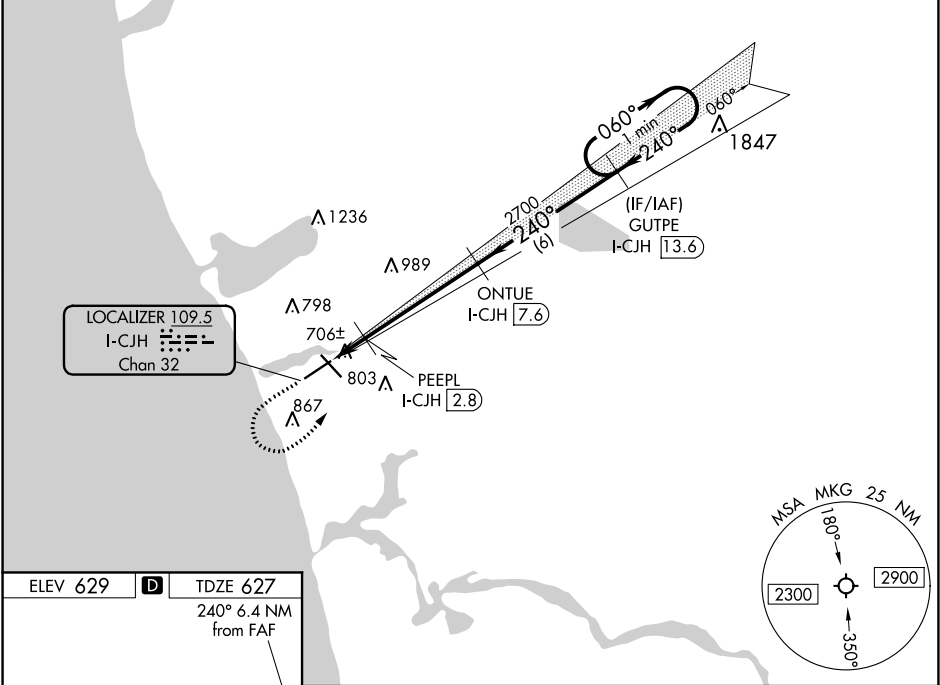 060°
1 min
240°
060°
1847
(IF/IAF)
GUTPE
I-CJH 13.6
2700
240°
(6)
1236
989
ONTUE
I-CJH 7.6
798
LOCALIZER 109.5
I-CJH
Chan 32
706±
803
PEEPL
I-CJH 2.8
867
MSA MKG 25 NM
180°
2300
2900
350°
ELEV 629 D TDZE 627
240° 6.4 NM
from FAF